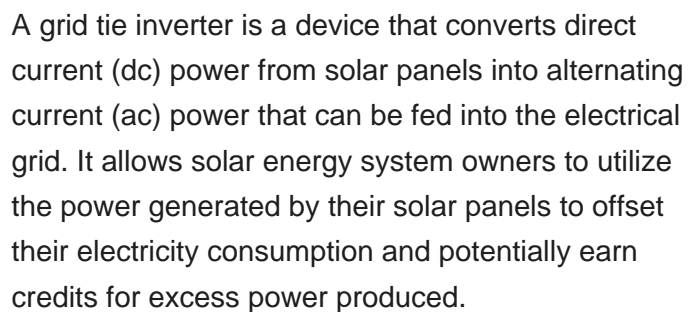 A grid tie inverter is a device that converts direct
current (dc) power from solar panels into alternating
current (ac) power that can be fed into the electrical
grid. It allows solar energy system owners to utilize
the power generated by their solar panels to offset
their electricity consumption and potentially earn
credits for excess power produced.